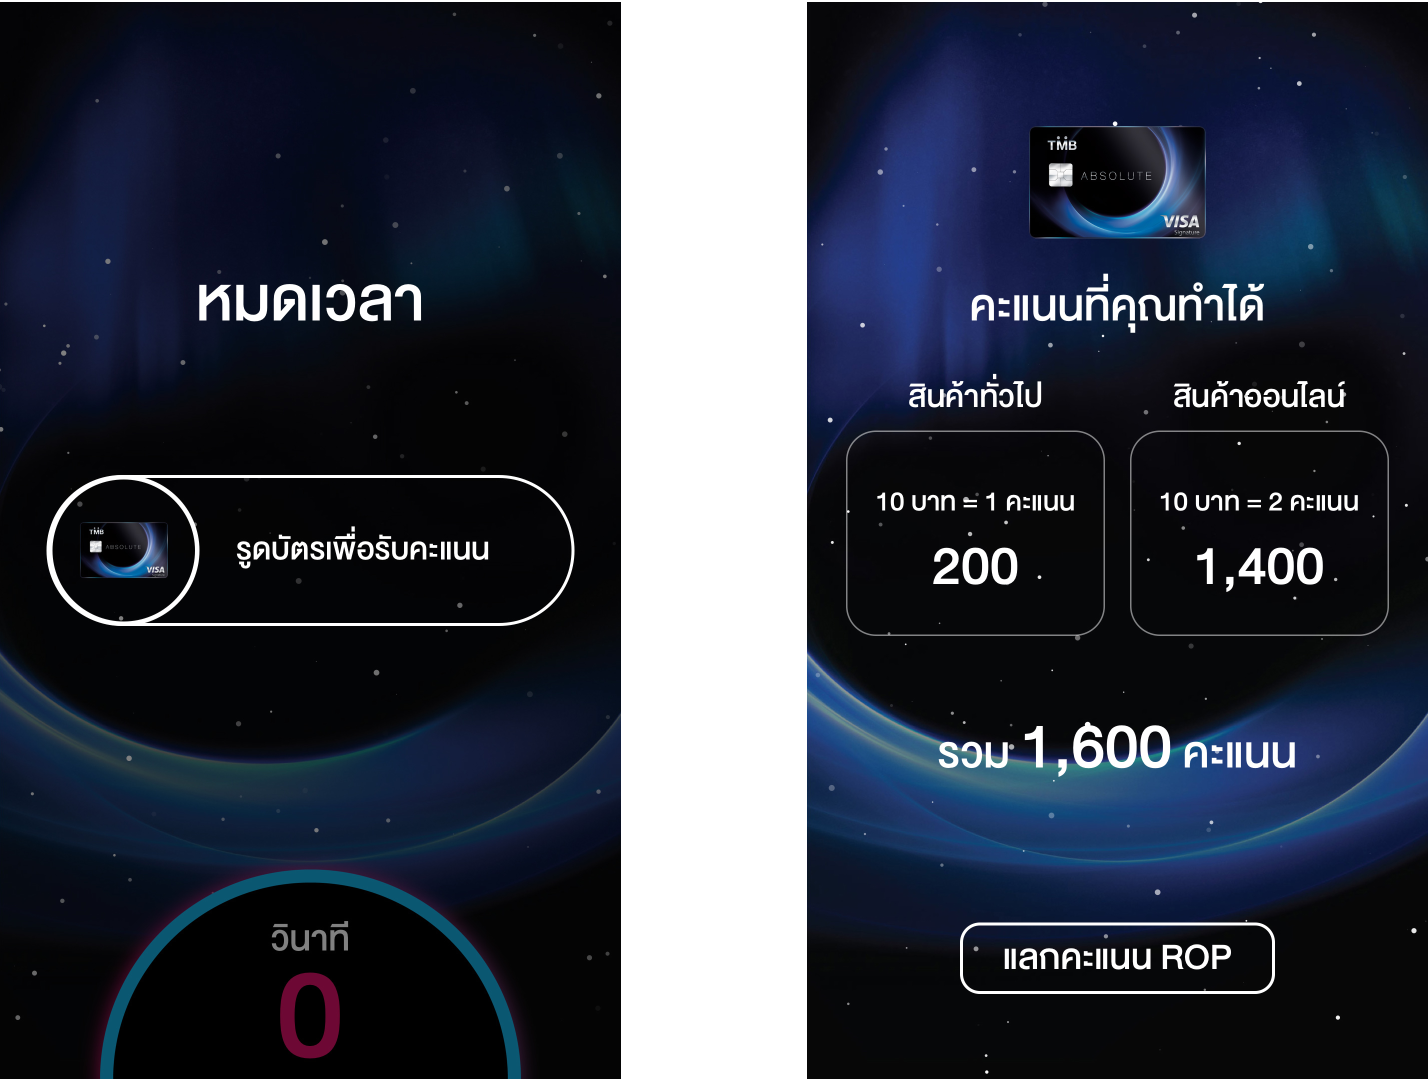 หมดเวลา
TMB
ABSOLUTE
VISA
รูดบัตรเพื่อรับคะแนน
วินาที
0
TMB
ABSOLUTE
VISA
Signature
คะแนนที่คุณทำได้
สินค้าทั่วไป
10 บาท = 1 คะแนน
200
สินค้าออนไลน์
10 บาท = 2 คะแนน
1,400
รวม 1,600 คะแนน
แลกคะแนน ROP